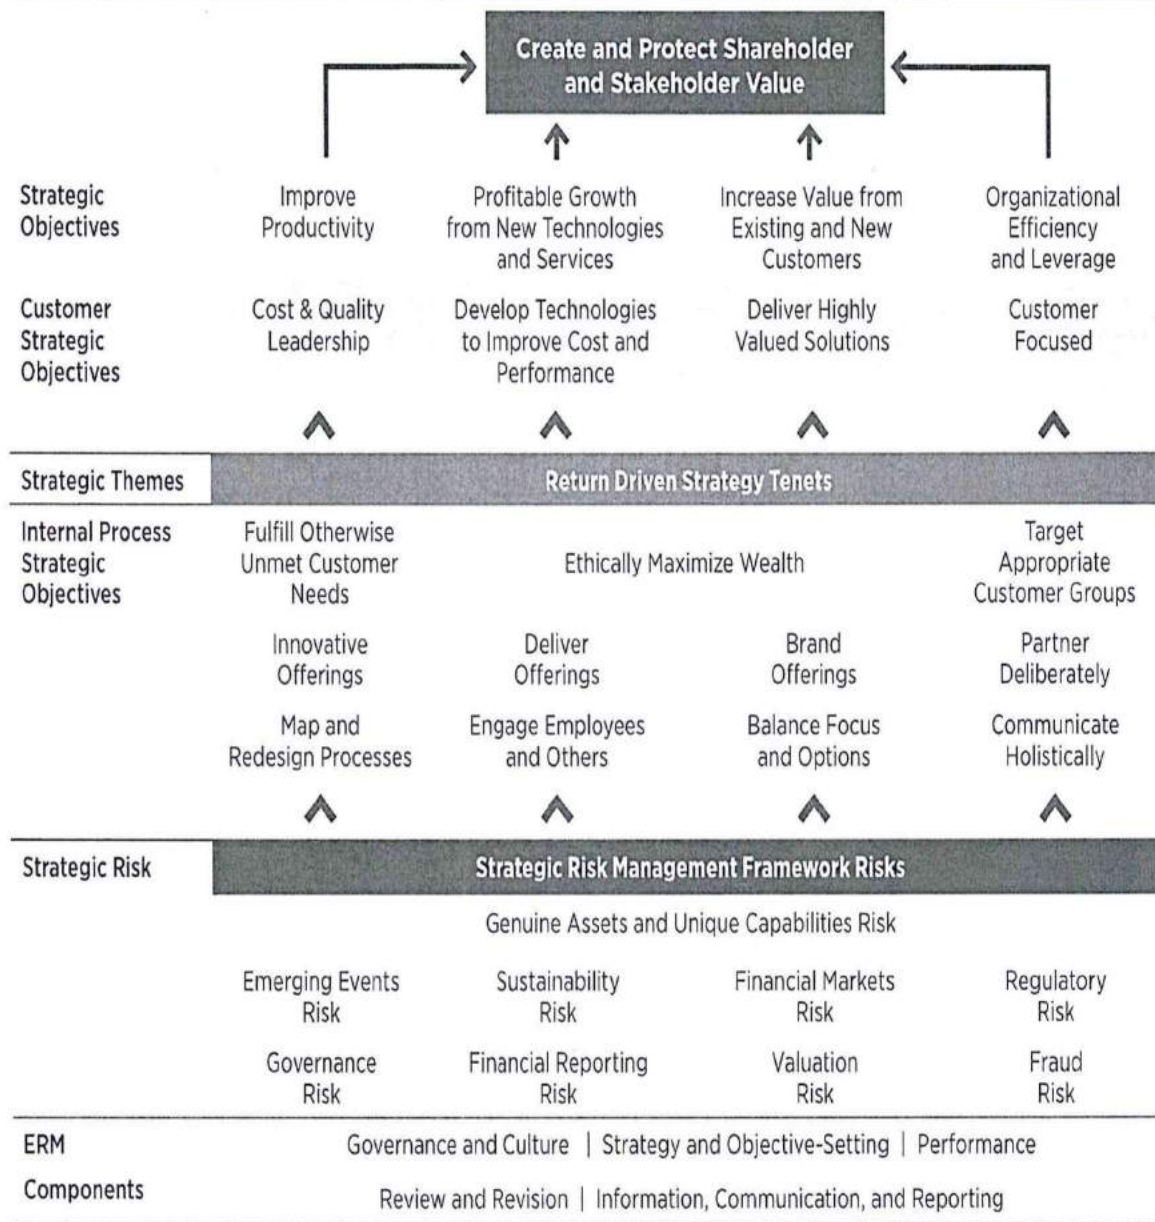 Create and Protect Shareholder
and Stakeholder Value
Strategic
Objectives
Improve
Productivity
Profitable Growth
from New Technologies
and Services
Increase Value from
Existing and New
Customers
Organizational
Efficiency
and Leverage
Customer
Strategic
Objectives
Cost & Quality
Leadership
Develop Technologies
to Improve Cost and
Performance
Deliver Highly
Valued Solutions
Customer
Focused
Strategic Themes
Return Driven Strategy Tenets
Internal Process
Strategic
Objectives
Fulfill Otherwise
Unmet Customer
Needs
Ethically Maximize Wealth
Target
Appropriate
Customer Groups
Innovative
Offerings
Deliver
Offerings
Brand
Offerings
Partner
Deliberately
Map and
Redesign Processes
Engage Employees
and Others
Balance Focus
and Options
Communicate
Holistically
Strategic Risk
Strategic Risk Management Framework Risks
Genuine Assets and Unique Capabilities Risk
Emerging Events
Risk
Sustainability
Risk
Financial Markets
Risk
Regulatory
Risk
Governance
Risk
Financial Reporting
Risk
Valuation
Risk
Fraud
Risk
ERM
Components
Governance and Culture | Strategy and Objective-Setting | Performance
Review and Revision | Information, Communication, and Reporting